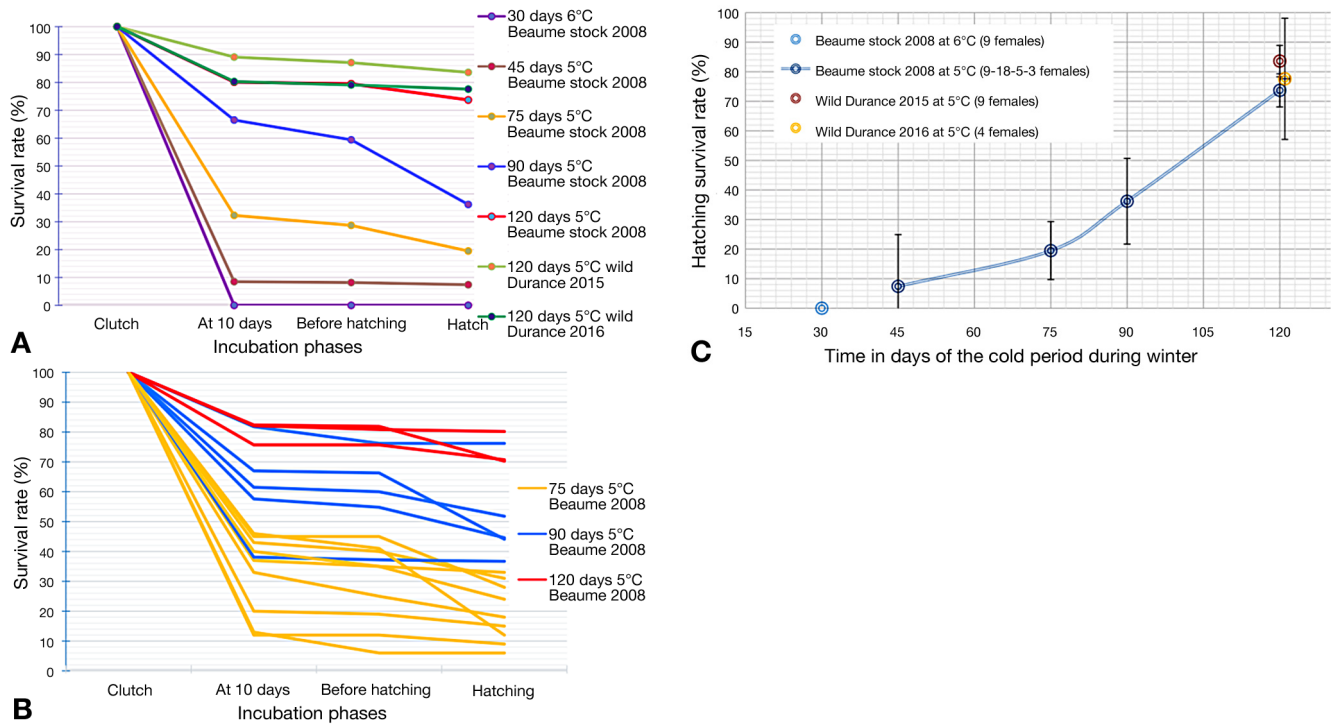 100
90
80
70
60
50
40
30
20
10
0
Survival rate (%)
Clutch
At 10 days
Before hatching
Hatch
Incubation phases
A
30 days 6°C
Beaume stock 2008
45 days 5°C
Beaume stock 2008
75 days 5°C
Beaume stock 2008
90 days 5°C
Beaume stock 2008
120 days 5°C
Beaume stock 2008
120 days 5°C wild
Durance 2015
120 days 5°C wild
Durance 2016
100
90
80
70
60
50
40
30
20
10
0
Hatching survival rate (%)
Beaume stock 2008 at 6°C (9 females)
Beaume stock 2008 at 5°C (9-18-5-3 females)
Wild Durance 2015 at 5°C (9 females)
Wild Durance 2016 at 5°C (4 females)
15
30
45
75
90
105
120
Time in days of the cold period during winter
C
100
90
80
70
60
50
40
30
20
10
0
Survival rate (%)
75 days 5°C
Beaume 2008
90 days 5°C
Beaume 2008
120 days 5°C
Beaume 2008
Clutch
At 10 days
Before hatching
Hatching
Incubation phases
B